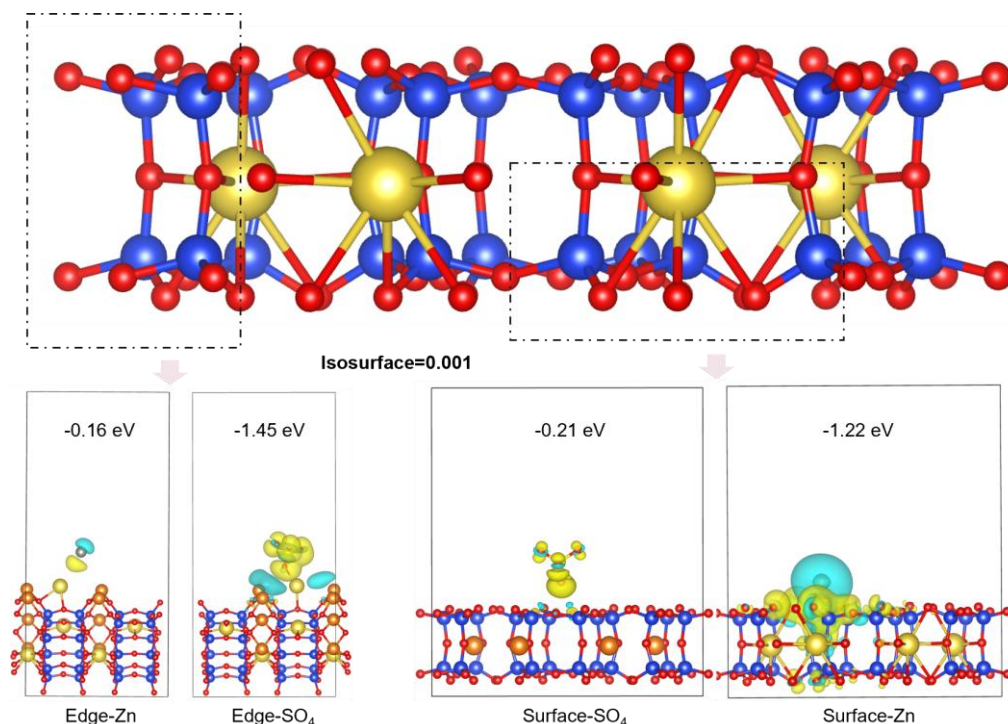 Isosurface=0.001
-0.16 eV
-1.45 eV
-0.21 eV
-1.22 eV
Edge-Zn
Edge-SO₄
Surface-SO₄
Surface-Zn